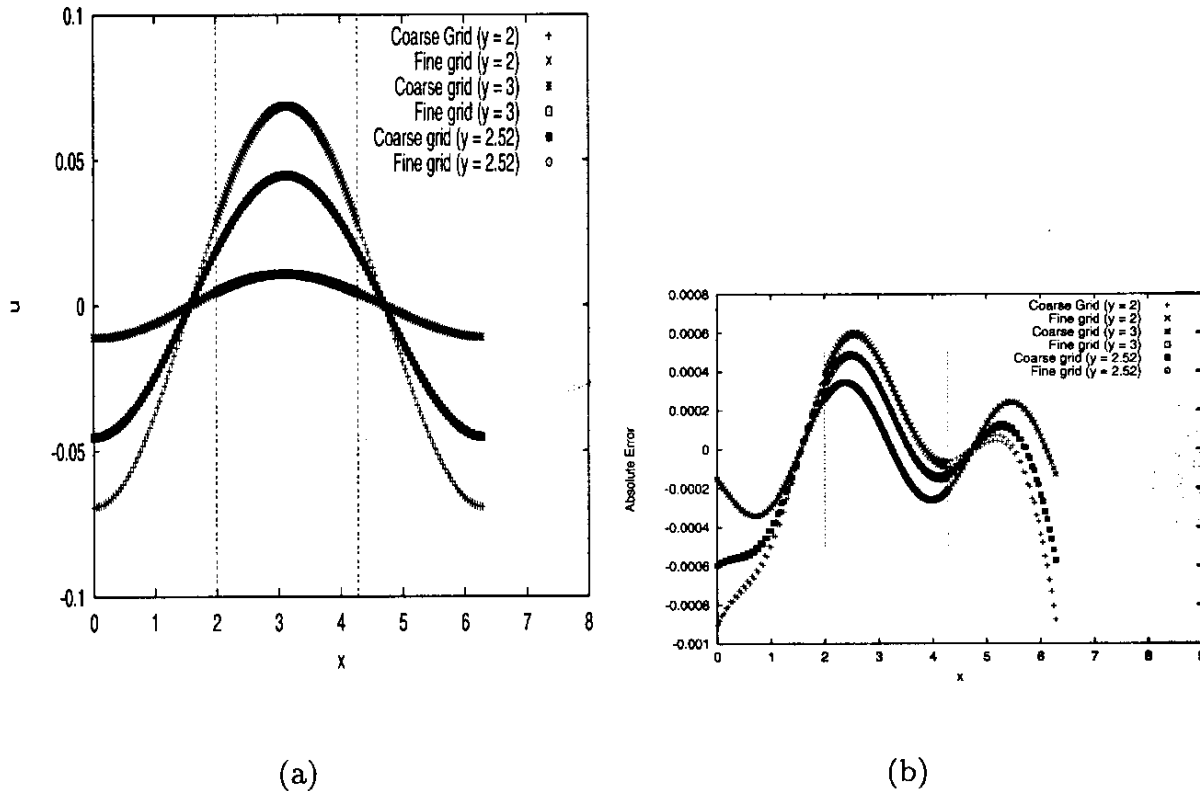 0.1
Coarse Grid (y = 2)
Fine grid (y = 2)
Coarse grid (y = 3)
Fine grid (y = 3)
Coarse grid (y = 2.52)
Fine grid (y = 2.52)
0.05
0
-0.05
-0.1
u
0 1 2 3 4 5 6 7 8
x
(a)
0.0008
0.0006
0.0004
0.0002
0
-0.0002
-0.0004
-0.0006
-0.0008
-0.001
Absolute Error
Coarse Grid (y = 2)
Fine grid (y = 2)
Coarse grid (y = 3)
Fine grid (y = 3)
Coarse grid (y = 2.52)
Fine grid (y = 2.52)
0 1 2 3 4 5 6 7 8 9
x
(b)